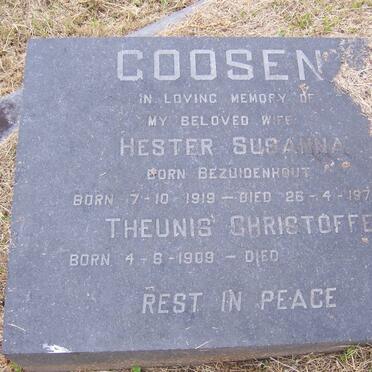 GOOSEN
IN LOVING MEMORY OF
MY BELOVED WIFE
HESTER SUSANNA
BORN BEZUIDENHOUT
BORN 7-10 1919 – DIED 26-4-197
THEUNIS CHRISTOFFE
BORN 4-8-1909 – DIED
REST IN PEACE